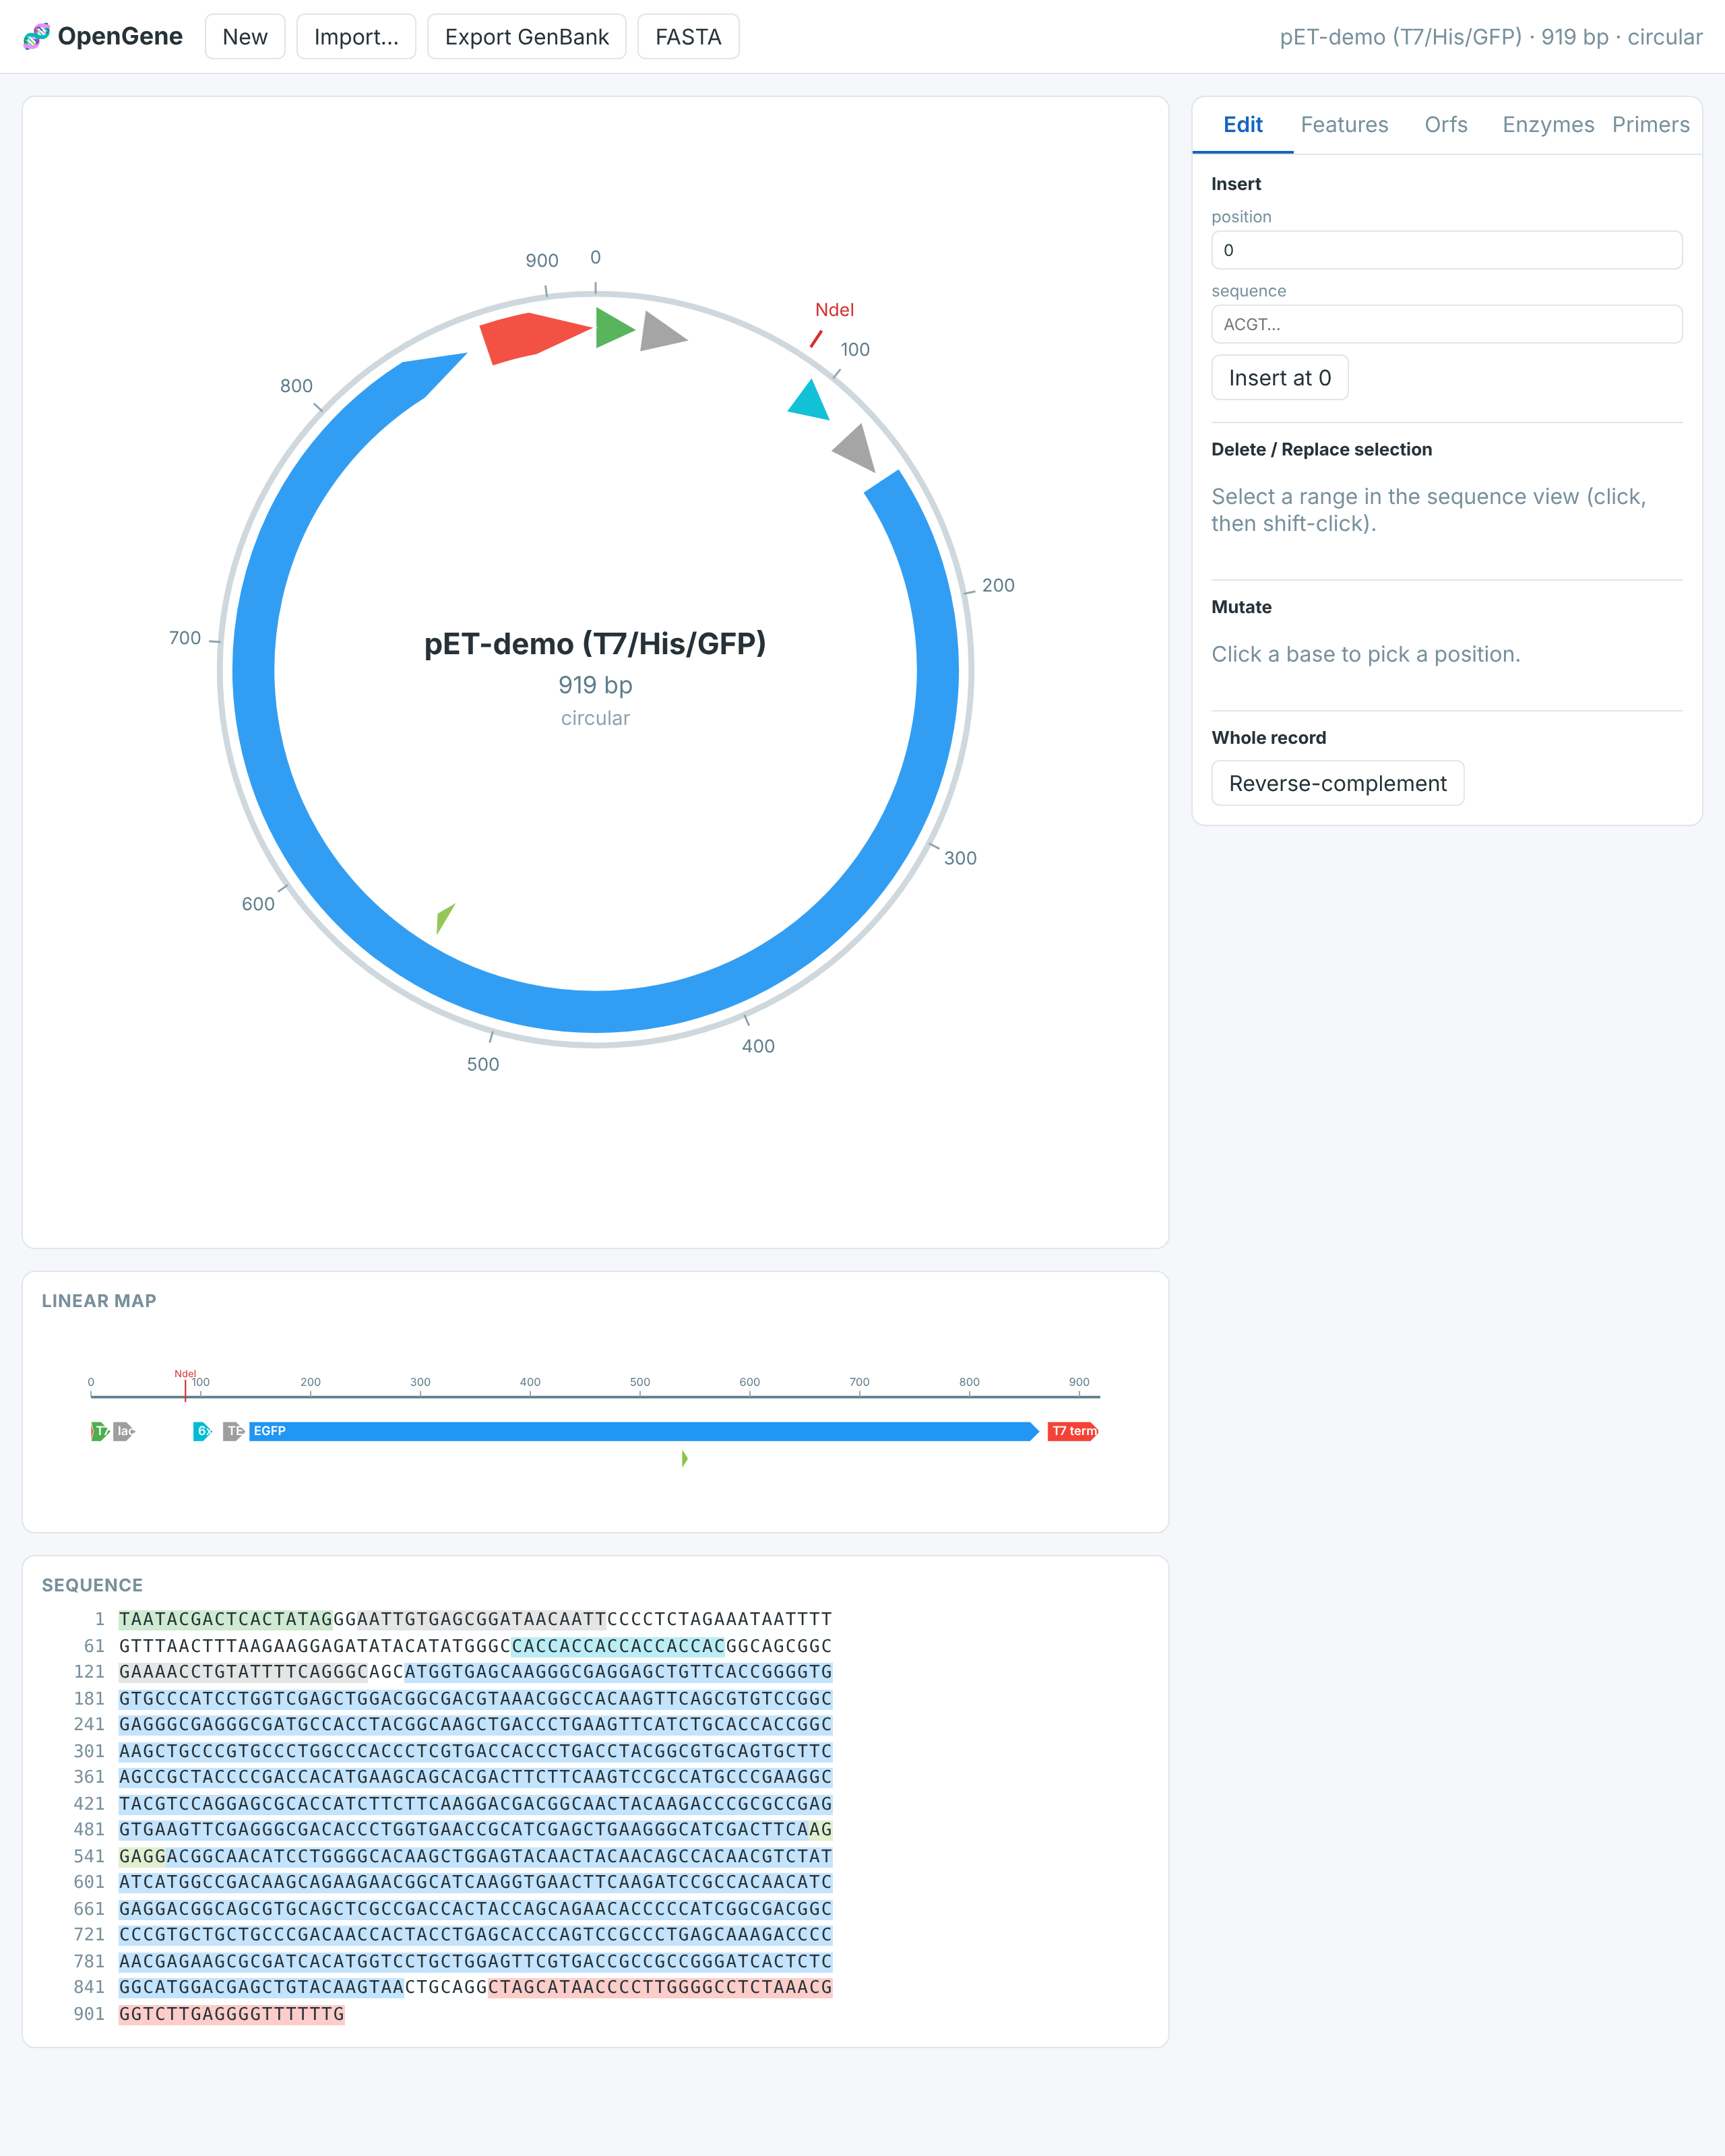 OpenGene New Import... Export GenBank FASTA pET-demo (T7/His/GFP) · 919 bp · circular
900 0
NdeI
100
800
200
700
pET-demo (T7/His/GFP)
919 bp
circular
300
600
400
500
Edit Features Orfs Enzymes Primers
Insert
position
0
sequence
ACGT...
Insert at 0
Delete / Replace selection
Select a range in the sequence view (click,
then shift-click).
Mutate
Click a base to pick a position.
Whole record
Reverse-complement
LINEAR MAP
NdeI
0 100 200 300 400 500 600 700 800 900
T7 lac 6x TE EGFP T7 term
SEQUENCE
1 TAATACGACTCACTATAGGGAATTGTGAGCGGATAACAATTCCCCTCTAGAAATAATTTT
61 GTTTAACTTTAAGAAGGAGATATACATATGGGCCACCACCACCACCACCACGGCAGCGGC
121 GAAAACCTGTATTTTCAGGGCAGCATGGTGAGCAAGGGCGAGGAGCTGTTCACCGGGGTG
181 GTGCCCATCCTGGTCGAGCTGGACGGCGACGTAAACGGCCACAAGTTCAGCGTGTCCGGC
241 GAGGGCGAGGGCGATGCCACCTACGGCAAGCTGACCCTGAAGTTCATCTGCACCACCGGC
301 AAGCTGCCCGTGCCCTGGCCCACCCTCGTGACCACCCTGACCTACGGCGTGCAGTGCTTC
361 AGCCGCTACCCCGACCACATGAAGCAGCACGACTTCTTCAAGTCCGCCATGCCCGAAGGC
421 TACGTCCAGGAGCGCACCATCTTCTTCAAGGACGACGGCAACTACAAGACCCGCGCCGAG
481 GTGAAGTTCGAGGGCGACACCCTGGTGAACCGCATCGAGCTGAAGGGCATCGACTTCAAG
541 GAGGACGGCAACATCCTGGGGCACAAGCTGGAGTACAACTACAACAGCCACAACGTCTAT
601 ATCATGGCCGACAAGCAGAAGAACGGCATCAAGGTGAACTTCAAGATCCGCCACAACATC
661 GAGGACGGCAGCGTGCAGCTCGCCGACCACTACCAGCAGAACACCCCCATCGGCGACGGC
721 CCCGTGCTGCTGCCCGACAACCACTACCTGAGCACCCAGTCCGCCCTGAGCAAAGACCCC
781 AACGAGAAGCGCGATCACATGGTCCTGCTGGAGTTCGTGACCGCCGCCGGGATCACTCTC
841 GGCATGGACGAGCTGTACAAGTAACTGCAGGCTAGCATAACCCCTTGGGGCCTCTAAACG
901 GGTCTTGAGGGGTTTTTTG